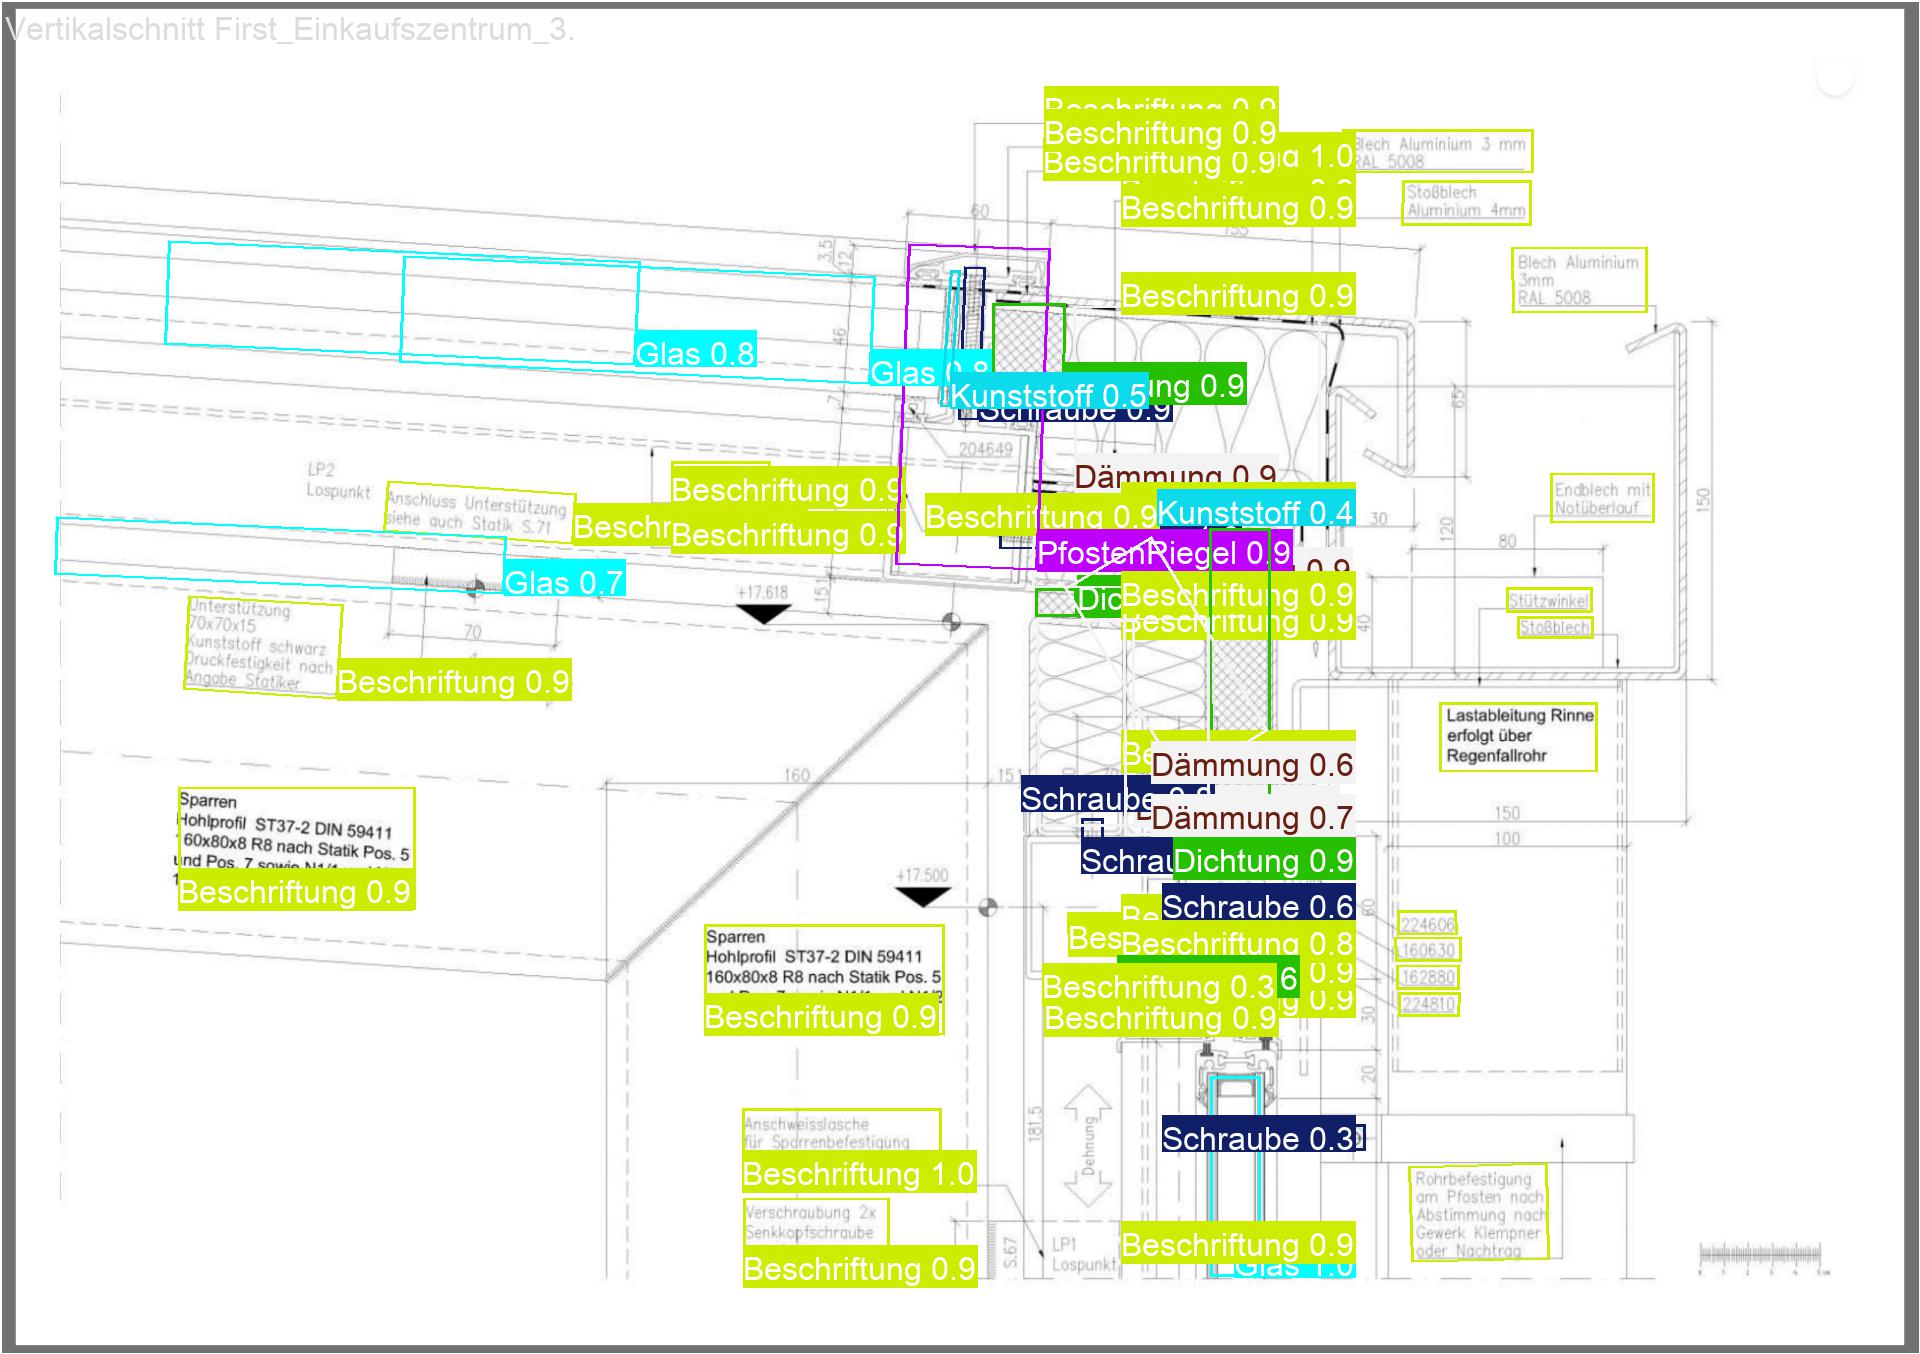 Vertikalschnitt First_Einkaufszentrum_3.
Beschriftung 0.9
Beschriftung 0.9
Beschriftung 0.9
1.0
Blech Aluminium 3 mm
RAL 5008
Beschriftung 0.9
Stoßblech
Aluminium 4mm
60
155
3.5
12
Blech Aluminium
3mm
RAL 5008
Beschriftung 0.9
46
Glas 0.8
Glas 0.8
Kunststoff 0.5
0.9
Schraube 0.9
7
65
204649
LP2
Lospunkt
Anschluss Unterstützung
siehe auch Statik S.71
Beschriftung 0.9
Beschriftung 0.9
Dämmung 0.9
Beschriftung 0.9
Kunststoff 0.4
PfostenRiegel 0.9
0.9
30
120
150
80
Endblech mit
Notüberlauf
Glas 0.7
15
+17.618
Beschriftung 0.9
Beschriftung 0.9
40
Stützwinkel
Stoßblech
Unterstützung
70x70x15
Kunststoff schwarz
Druckfestigkeit nach
Angabe Statiker
Beschriftung 0.9
70
Lastableitung Rinne
erfolgt über
Regenfallrohr
160
15
Dämmung 0.6
Schraube
Dämmung 0.7
150
100
Sparren
Hohlprofil ST37-2 DIN 59411
160x80x8 R8 nach Statik Pos. 5
und Pos. 7 sowie
Beschriftung 0.9
+17.500
Dichtung 0.9
Schraube 0.6
60
Sparren
Hohlprofil ST37-2 DIN 59411
160x80x8 R8 nach Statik Pos. 5
Beschriftung 0.9
Beschriftung 0.8
0.9
Beschriftung 0.3
0.9
Beschriftung 0.9
224606
160630
162880
224810
30
20
181.5
Dehnung
Anschweisslasche
für Sparrenbefestigung
Beschriftung 1.0
Schraube 0.3
Verschraubung 2x
Senkkopfschraube
Beschriftung 0.9
S.67
LP1
Lospunkt
Beschriftung 0.9
Glas 1.0
Rohrbefestigung
am Pfosten nach
Abstimmung nach
Gewerk Klempner
oder Nachtrag